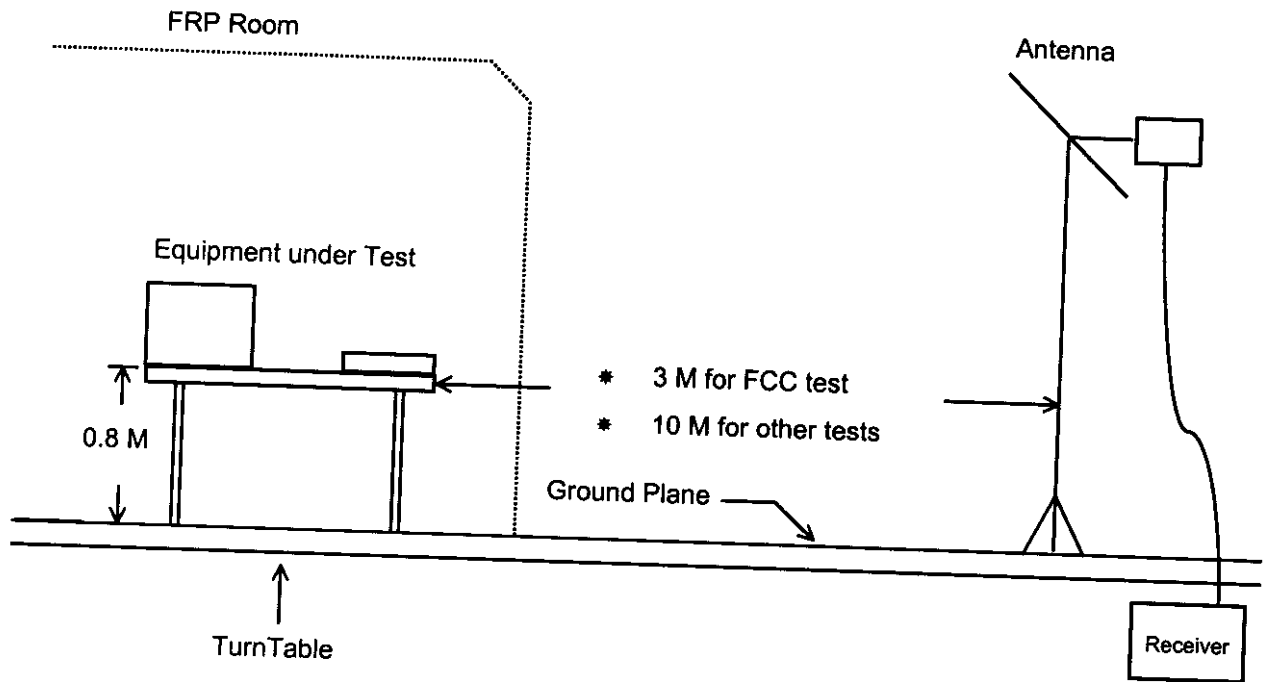 FRP Room
Antenna
Equipment under Test
* 3 M for FCC test
* 10 M for other tests
0.8 M
Ground Plane
TurnTable
Receiver